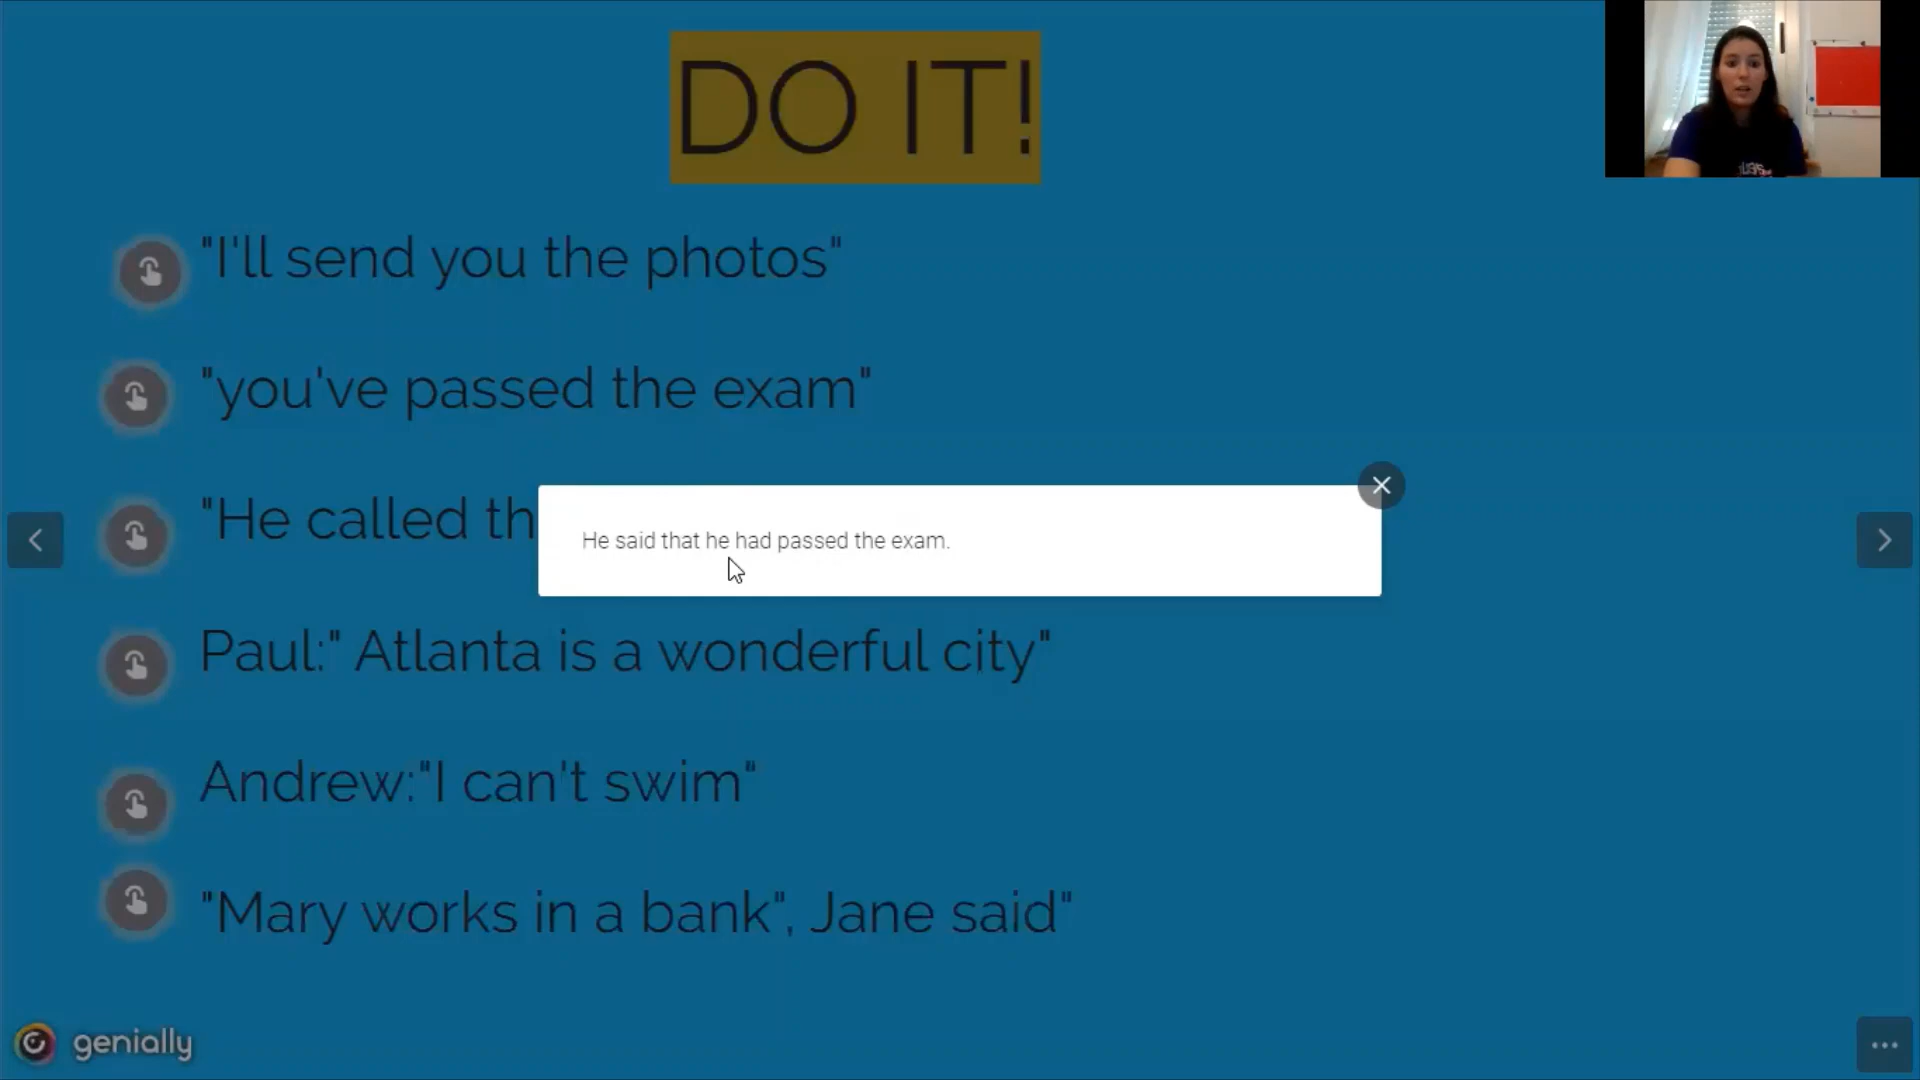 DO IT!
"I'll send you the photos"
"you've passed the exam"
"He called th
He said that he had passed the exam.
Paul:" Atlanta is a wonderful city"
Andrew:"I can't swim"
"Mary works in a bank", Jane said"
genially